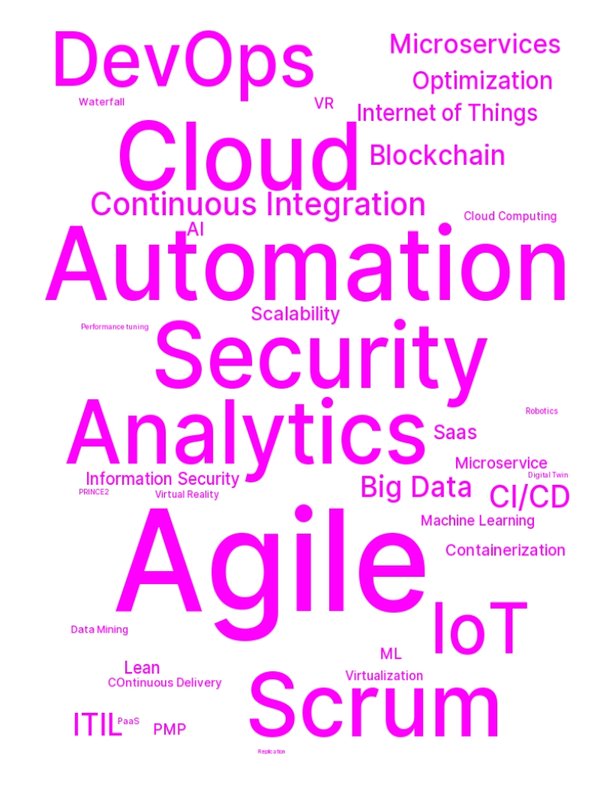 DevOps
Microservices
Optimization
Waterfall
VR
Internet of Things
Cloud
Blockchain
Continuous Integration
Cloud Computing
AI
Automation
Scalability
Performance tuning
Security
Analytics
Robotics
Saas
Microservice
Information Security
Digital Twin
Big Data
CI/CD
PRINCE2
Virtual Reality
Machine Learning
Agile
Containerization
IoT
Data Mining
ML
Lean
Virtualization
COntinuous Delivery
Scrum
ITIL
PaaS
PMP
Replication